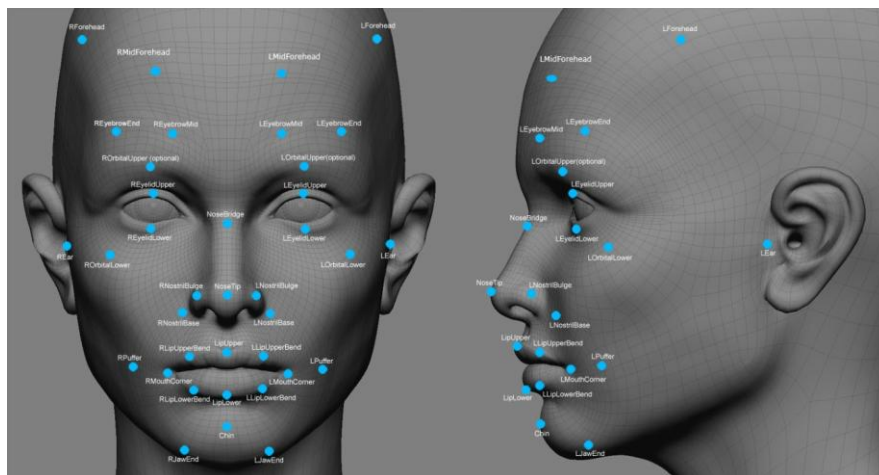 RForehead
LForehead
RMidForehead
LMidForehead
REyebrowEnd
REyebrowMid
LEyebrowMid
LEyebrowEnd
ROrbitalUpper (optional)
LOrbitalUpper(optional)
REyelidUpper
LEyelidUpper
NoseBridge
REyelidLower
LEyelidLower
REar
ROrbitalLower
LOrbitalLower
LEar
RNostrilBulge
NoseTip
LNostrilBulge
RNostrilBase
LNostrilBase
RLipUpperBend
LipUpper
LLipUpperBend
RPuffer
LPuffer
RMouthCorner
LMouthCorner
RLipLowerBend
LipLower
LLipLowerBend
Chin
RJawEnd
LJawEnd
LForehead
LMidForehead
LEyebrowMid
LEyebrowEnd
LOrbitalUpper(optional)
LEyelidUpper
NoseBridge
LEyelidLower
LOrbitalLower
LEar
NoseTip
LNostrilBulge
LNostrilBase
LipUpper
LLipUpperBend
LPuffer
LMouthCorner
LipLower
LLipLowerBend
Chin
LJawEnd